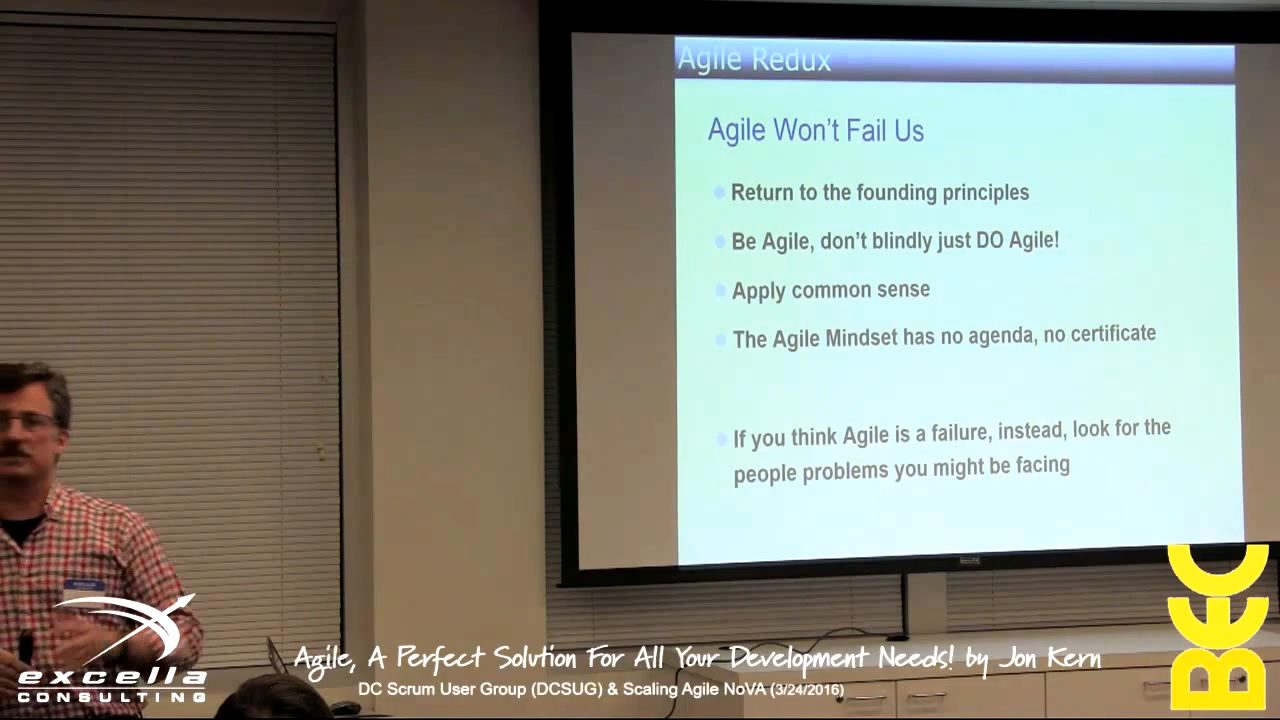 Agile Redux
Agile Won't Fail Us
Return to the founding principles
Be Agile, don't blindly just DO Agile!
Apply common sense
The Agile Mindset has no agenda, no certificate
If you think Agile is a failure, instead, look for the
people problems you might be facing
excella
CONSULTING
Agile, A Perfect Solution For All Your Development Needs! by Jon Kern
DC Scrum User Group (DCSUG) & Scaling Agile NoVA (3/24/2016)
BEC